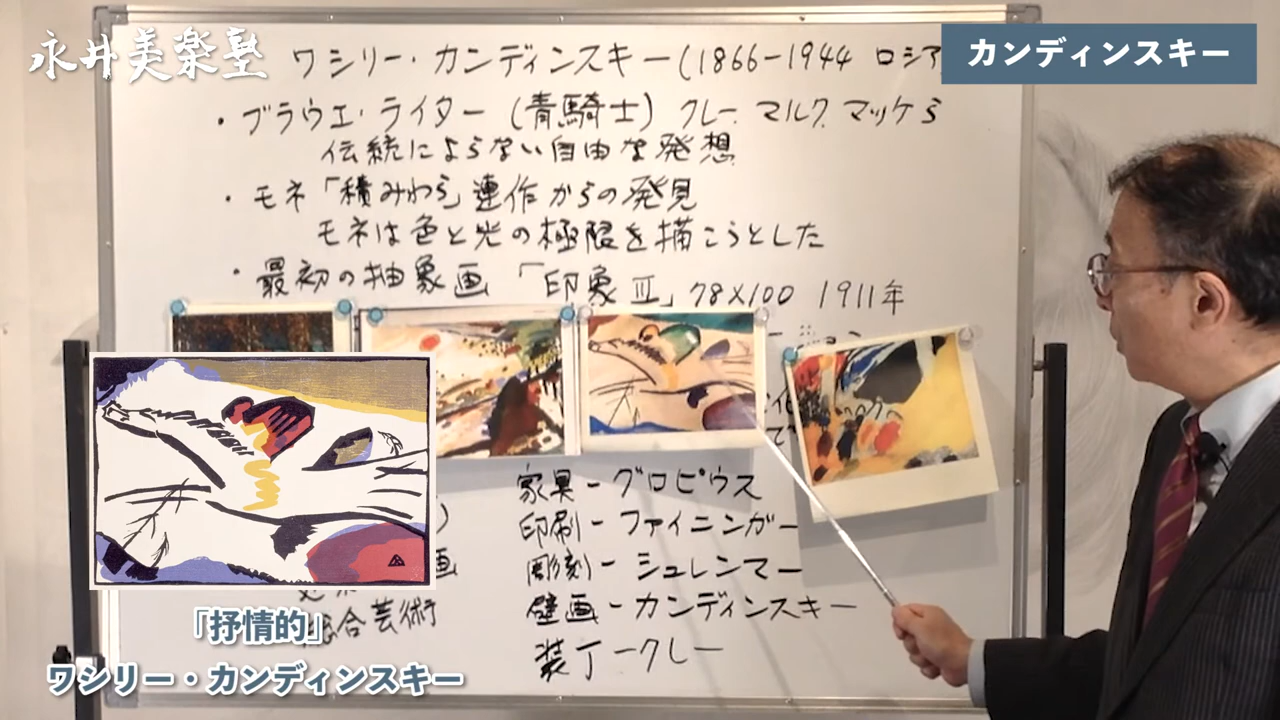 永井美楽塾
カンディンスキー
ワシリー・カンディンスキー(1866-1944 ロシア
・ブラウエ・ライター (青騎士) クレー、マルク、マッケら
伝統によらない自由な発想
・モネ「積みわら」連作からの発見
モネは色と光の極限を描こうとした
・最初の抽象画 「印象Ⅲ」78×100 1911年
家具-グロピウス
印刷-ファイニンガー
彫刻-シュレンマー
画
総合芸術
壁画-カンディンスキー
装丁-クレー
「抒情的」
ワシリー・カンディンスキー